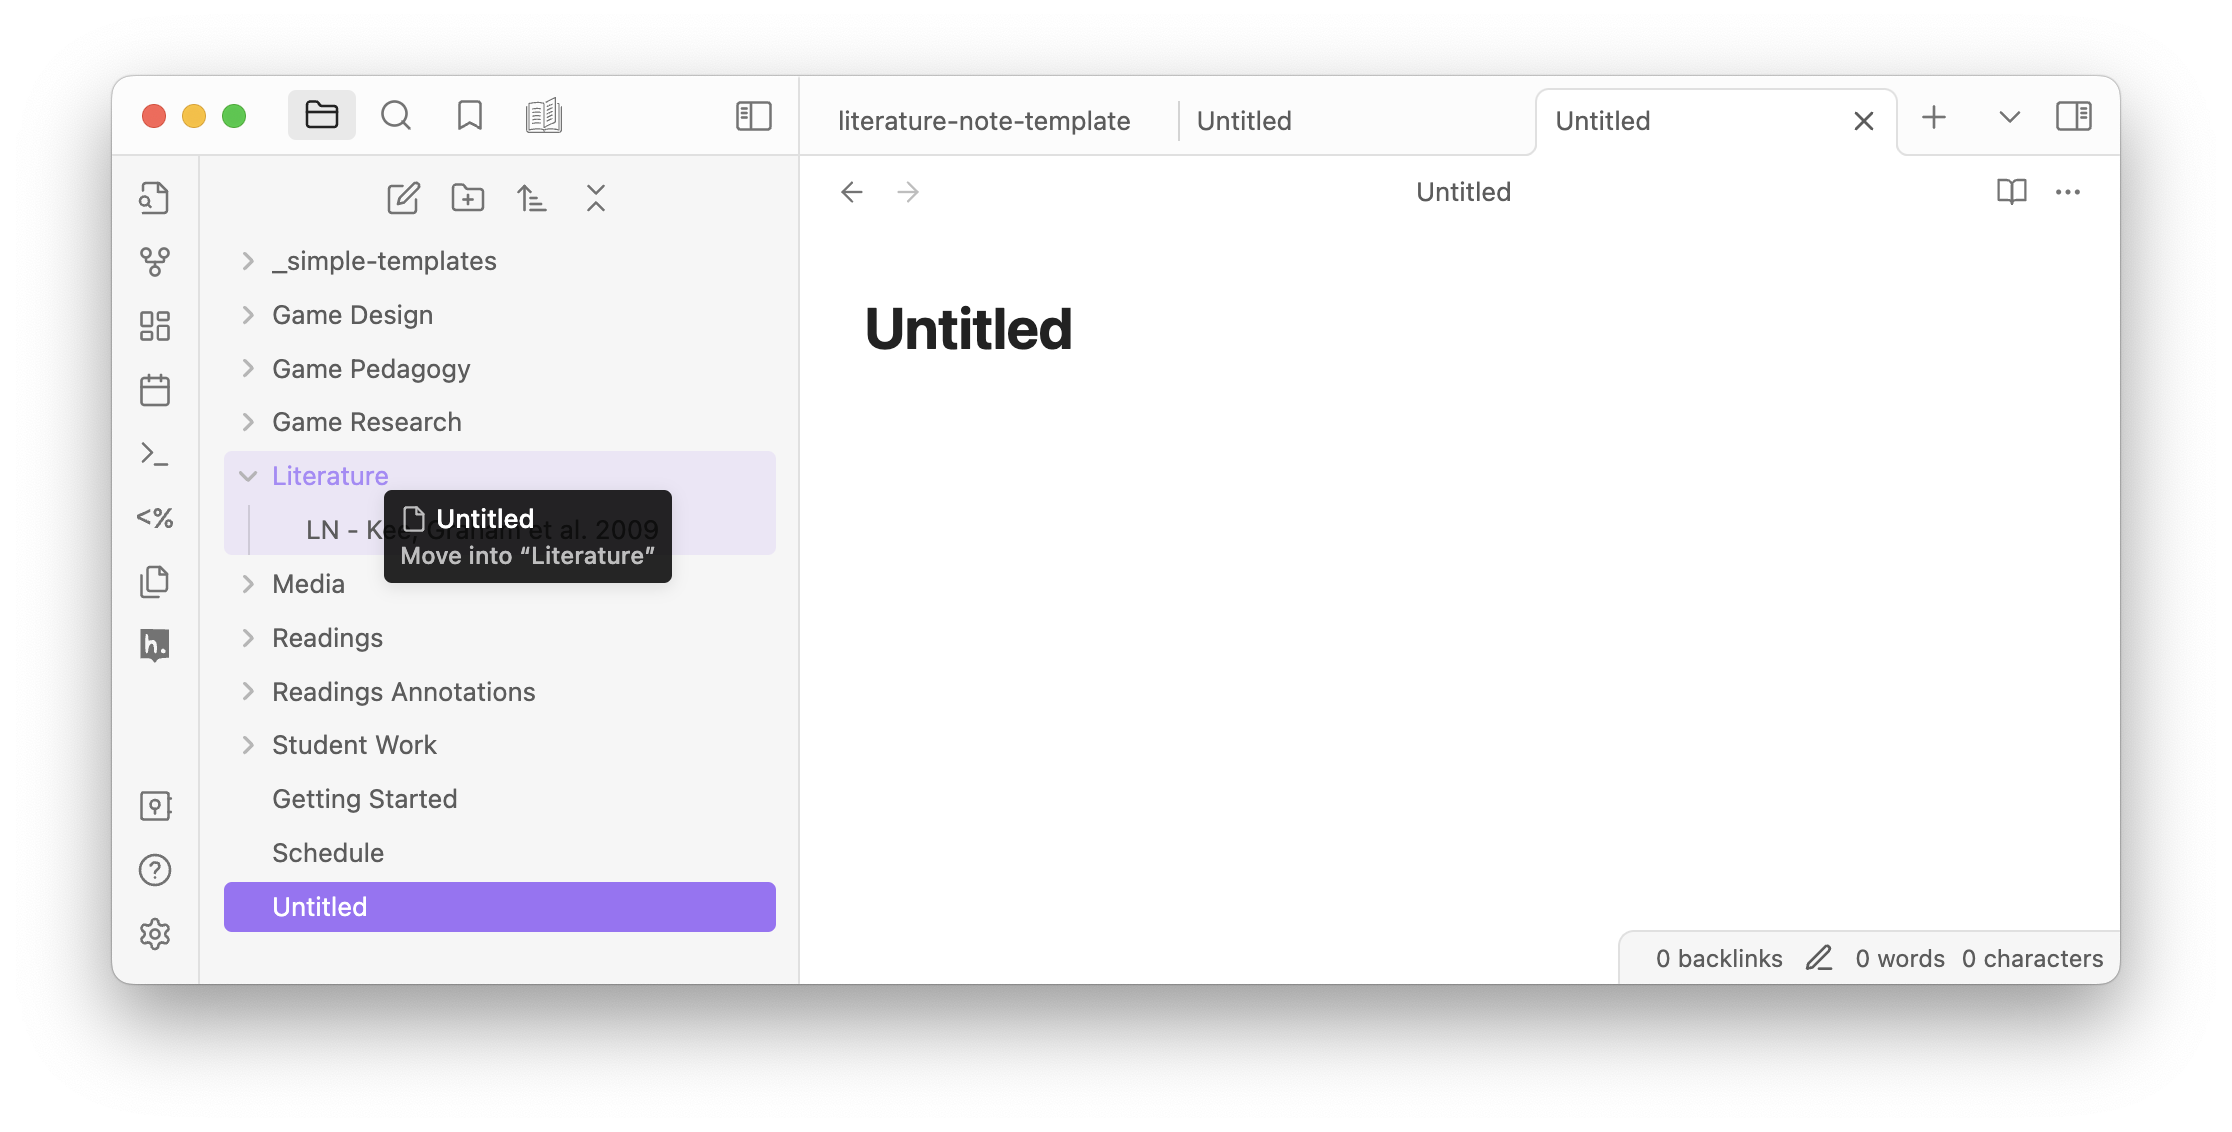 literature-note-template
Untitled
Untitled
Untitled
_simple-templates
Game Design
Game Pedagogy
Game Research
Literature
LN - Kee, Graham et al. 2009
Untitled
Move into “Literature”
Media
Readings
Readings Annotations
Student Work
Getting Started
Schedule
Untitled
<%
h.
Untitled
0 backlinks 0 words 0 characters